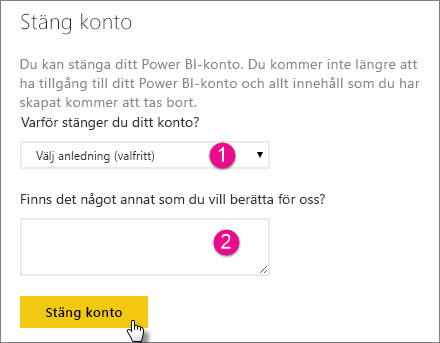 Stäng konto
Du kan stänga ditt Power BI-konto. Du kommer inte längre att
ha tillgång till ditt Power BI-konto och allt innehåll som du har
skapat kommer att tas bort.
Varför stänger du ditt konto?
Välj anledning (valfritt)
1
Finns det något annat som du vill berätta för oss?
2
Stäng konto